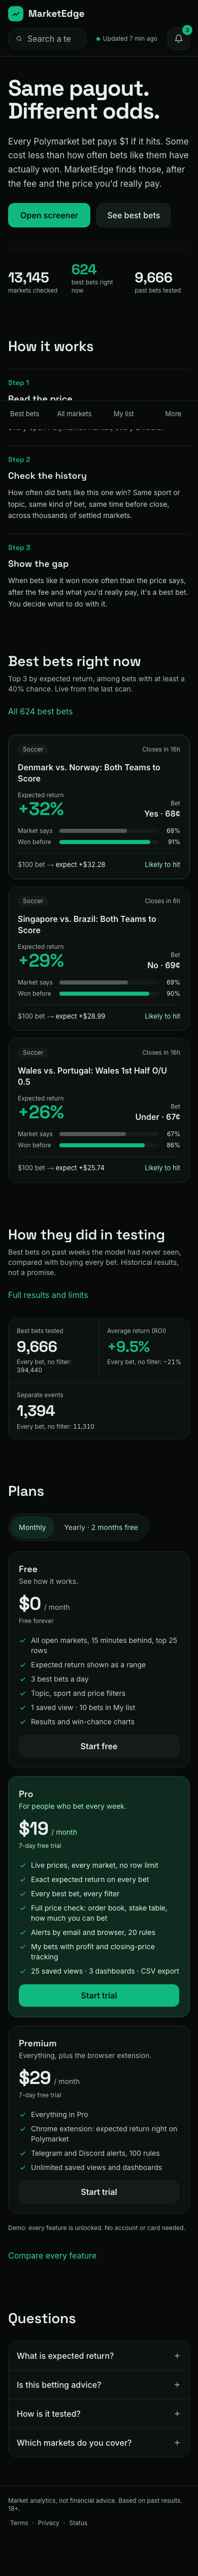 MarketEdge
Search a te
Updated 7 min ago
3
Same payout.
Different odds.
Every Polymarket bet pays $1 if it hits. Some
cost less than how often bets like them have
actually won. MarketEdge finds those, after
the fee and the price you'd really pay.
Open screener
See best bets
13,145
markets checked
624
best bets right
now
9,666
past bets tested
How it works
Step 1
Read the price
Best bets
All markets
My list
More
Step 2
Check the history
How often did bets like this one win? Same sport or
topic, same kind of bet, same time before close,
across thousands of settled markets.
Step 3
Show the gap
When bets like it won more often than the price says,
after the fee and what you'd really pay, it's a best bet.
You decide what to do with it.
Best bets right now
Top 3 by expected return, among bets with at least a
40% chance. Live from the last scan.
All 624 best bets
Soccer
Closes in 16h
Denmark vs. Norway: Both Teams to
Score
Expected return
+32%
Bet
Yes · 68¢
Market says 68%
Won before 91%
$100 bet → expect +$32.28
Likely to hit
Soccer
Closes in 6h
Singapore vs. Brazil: Both Teams to
Score
Expected return
+29%
Bet
No · 69¢
Market says 69%
Won before 90%
$100 bet → expect +$28.99
Likely to hit
Soccer
Closes in 16h
Wales vs. Portugal: Wales 1st Half O/U
0.5
Expected return
+26%
Bet
Under · 67¢
Market says 67%
Won before 86%
$100 bet → expect +$25.74
Likely to hit
How they did in testing
Best bets on past weeks the model had never seen,
compared with buying every bet. Historical results,
not a promise.
Full results and limits
Best bets tested
9,666
Every bet, no filter:
394,440
Average return (ROI)
+9.5%
Every bet, no filter: −21%
Separate events
1,394
Every bet, no filter: 11,310
Plans
Monthly
Yearly · 2 months free
Free
See how it works.
$0 / month
Free forever
All open markets, 15 minutes behind, top 25
rows
Expected return shown as a range
3 best bets a day
Topic, sport and price filters
1 saved view · 10 bets in My list
Results and win-chance charts
Start free
Pro
For people who bet every week.
$19 / month
7-day free trial
Live prices, every market, no row limit
Exact expected return on every bet
Every best bet, every filter
Full price check: order book, stake table,
how much you can bet
Alerts by email and browser, 20 rules
My bets with profit and closing-price
tracking
25 saved views · 3 dashboards · CSV export
Start trial
Premium
Everything, plus the browser extension.
$29 / month
7-day free trial
Everything in Pro
Chrome extension: expected return right on
Polymarket
Telegram and Discord alerts, 100 rules
Unlimited saved views and dashboards
Start trial
Demo: every feature is unlocked. No account or card needed.
Compare every feature
Questions
What is expected return? +
Is this betting advice? +
How is it tested? +
Which markets do you cover? +
Market analytics, not financial advice. Based on past results.
18+.
Terms · Privacy · Status